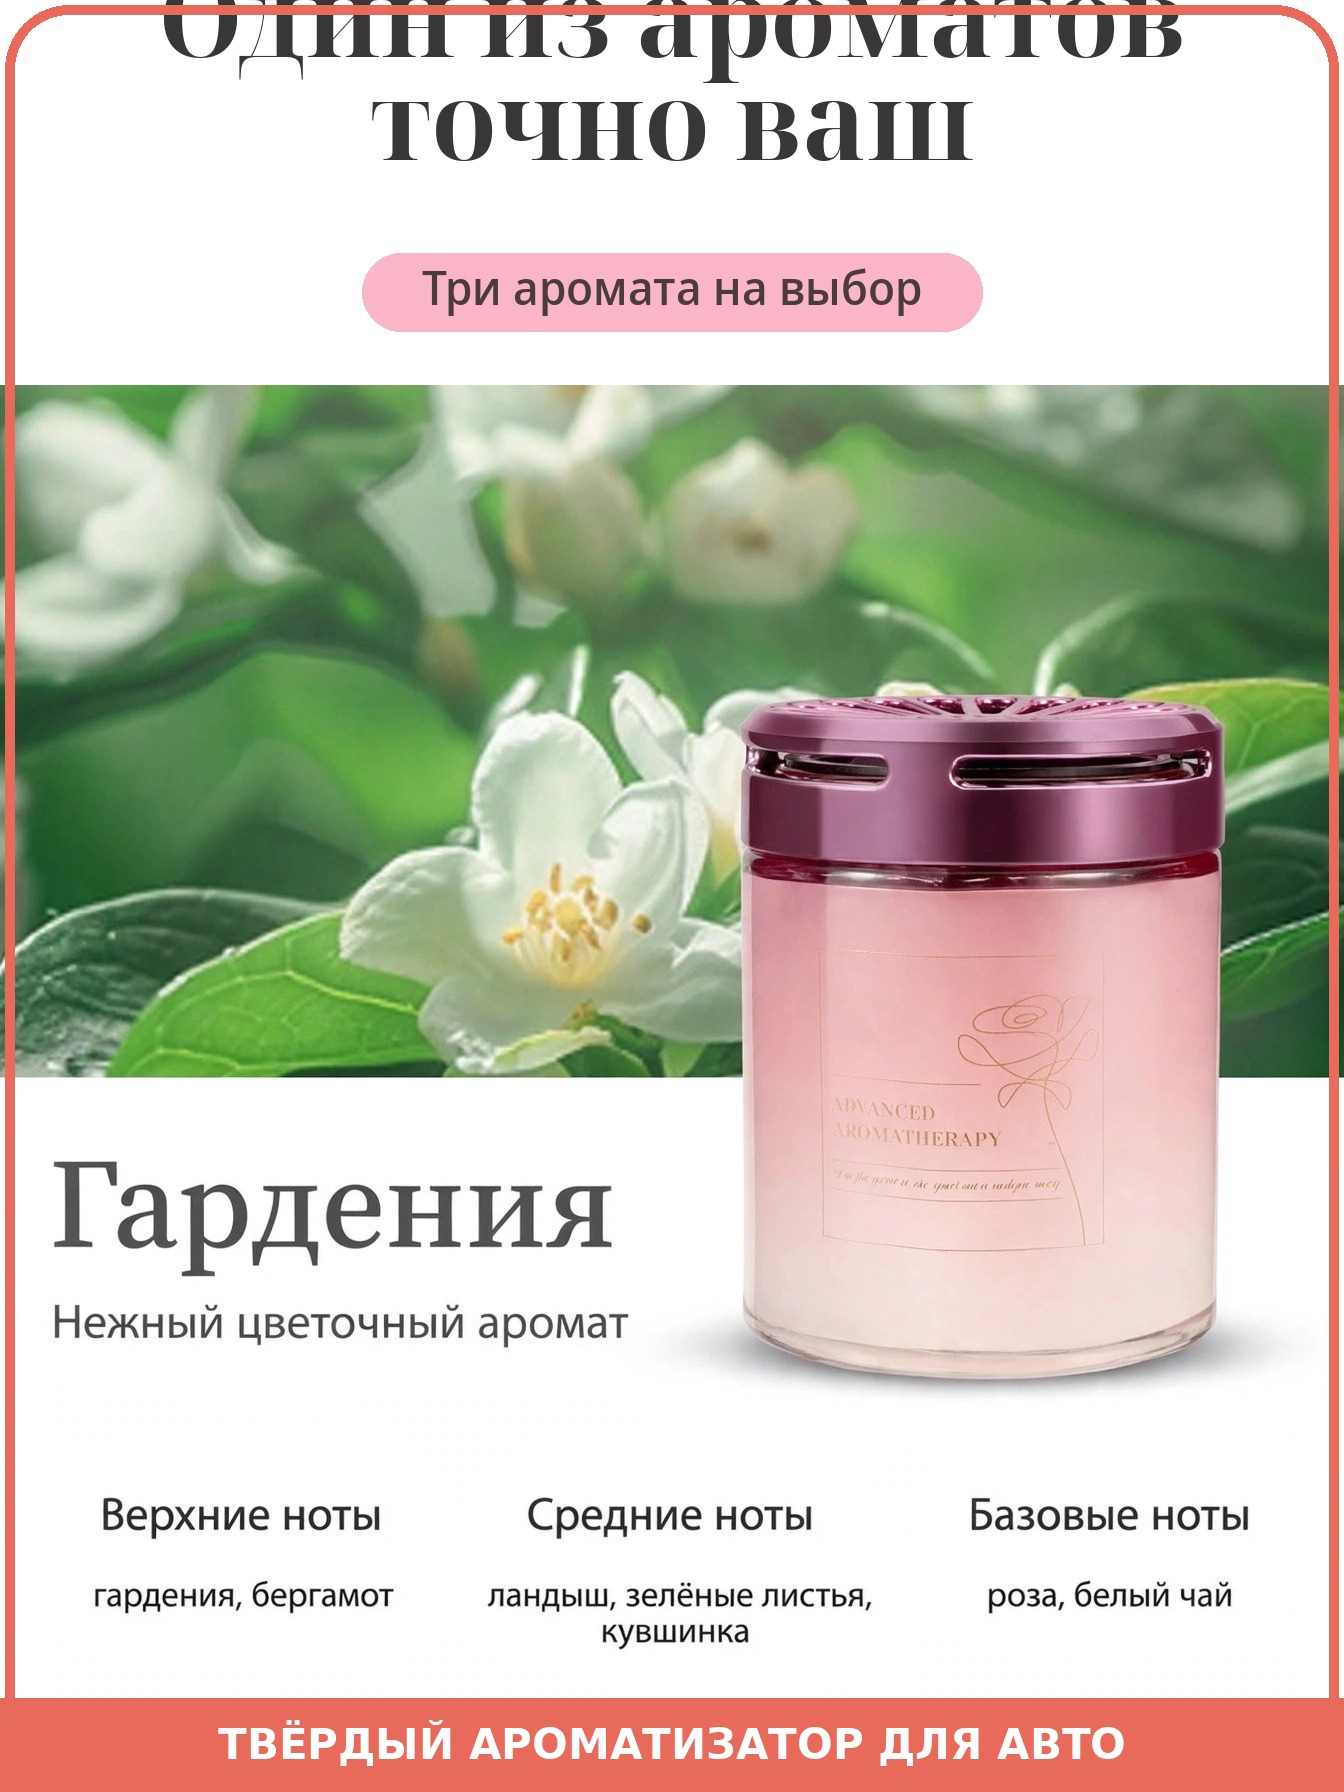 Один из ароматов
точно ваш
Три аромата на выбор
ADVANCED
AROMATHERAPY
Гардения
Нежный цветочный аромат
Верхние ноты
Средние ноты
Базовые ноты
гардения, бергамот
ландыш, зелёные листья,
кувшинка
роза, белый чай
ТВЁРДЫЙ АРОМАТИЗАТОР ДЛЯ АВТО